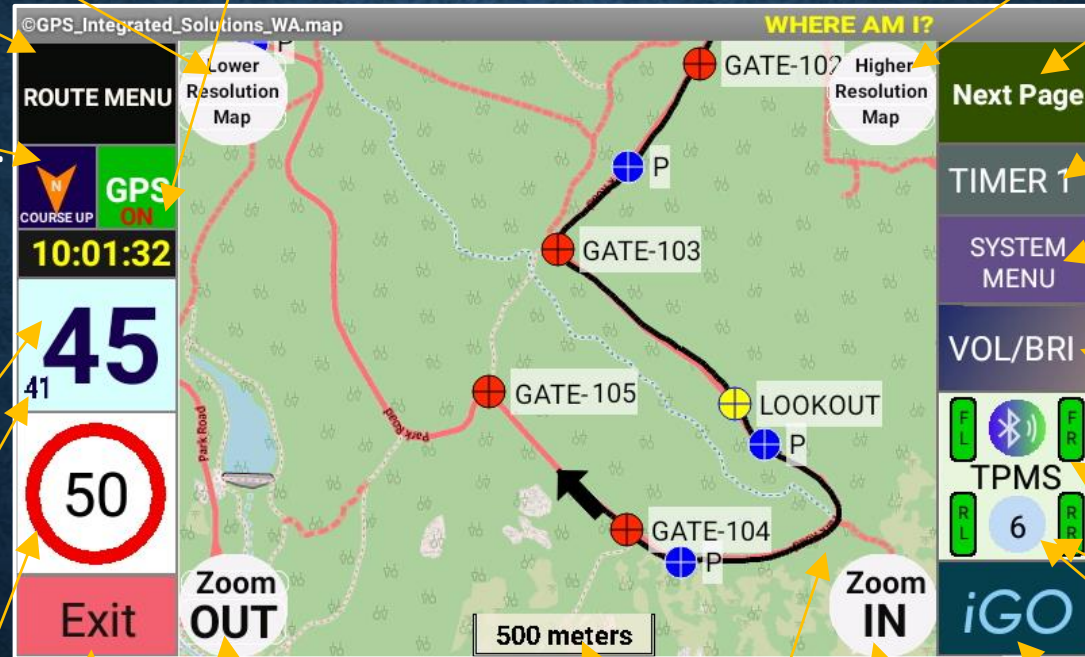 ©GPS_Integrated_Solutions_WA.map
WHERE AM I?
ROUTE MENU
P
Lower
Resolution
Map
GATE-102
Higher
Resolution
Map
Next Page
N
COURSE UP
GPS
ON
P
TIMER 1
10:01:32
GATE-103
SYSTEM
MENU
45
41
VOL/BRI
GATE-105
LOOKOUT
P
Park Road
Park Road
FL
FR
TPMS
RL
6
RR
50
GATE-104
P
Zoom
OUT
Zoom
IN
Exit
500 meters
iGO